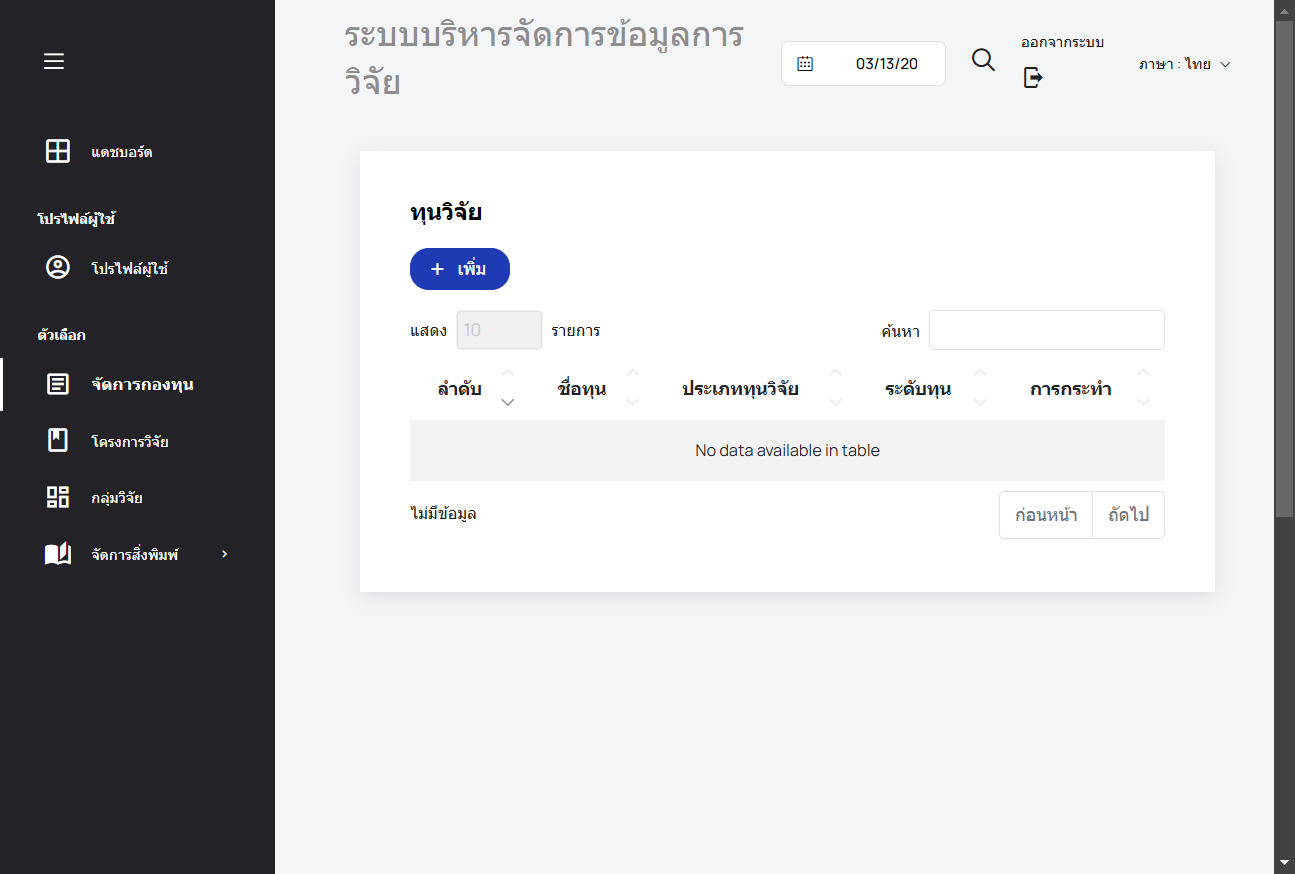 ระบบบริหารจัดการข้อมูลการ
วิจัย
03/13/20
ออกจากระบบ
ภาษา : ไทย
แดชบอร์ด
โปรไฟล์ผู้ใช้
โปรไฟล์ผู้ใช้
ตัวเลือก
จัดการกองทุน
โครงการวิจัย
กลุ่มวิจัย
จัดการสิ่งพิมพ์
ทุนวิจัย
+ เพิ่ม
แสดง 10 รายการ
ค้นหา
ลำดับ ชื่อทุน ประเภททุนวิจัย ระดับทุน การกระทำ
No data available in table
ไม่มีข้อมูล
ก่อนหน้า ถัดไป